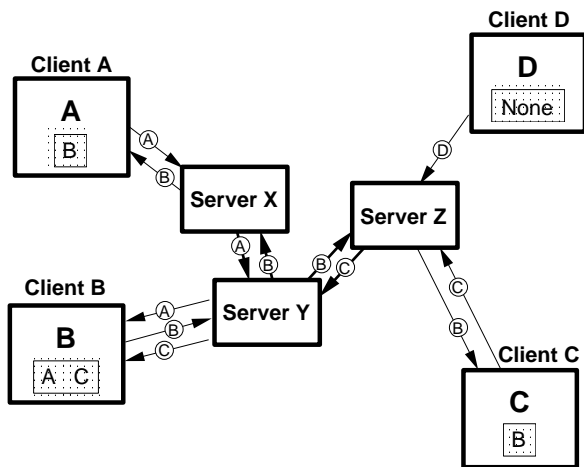 Client D
D
None
Client A
A
B
A
B
D
Server X
Server Z
A
B
B
C
C
B
Client B
B
A C
A
B
C
Server Y
Client C
C
B